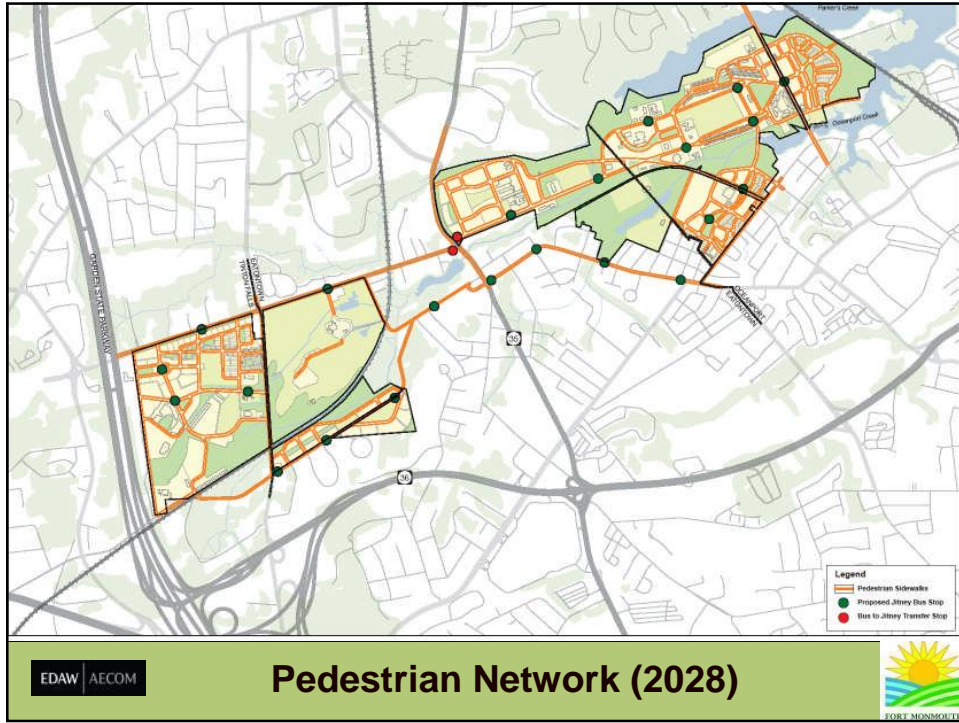 Parker's Creek
Oceanport Creek
GARDEN STATE PARKWAY
EATONTOWN
TINTON FALLS
35
OCEANPORT
EATONTOWN
36
Legend
Pedestrian Sidewalks
Proposed Jitney Bus Stop
Bus to Jitney Transfer Stop
EDAW AECOM
Pedestrian Network (2028)
FORT MONMOUTH